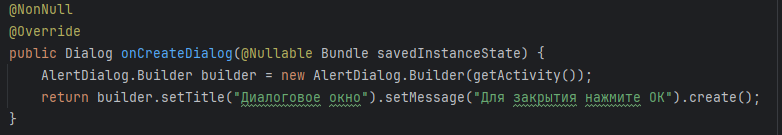 @NonNull
@Override
public Dialog onCreateDialog(@Nullable Bundle savedInstanceState) {
    AlertDialog.Builder builder = new AlertDialog.Builder(getActivity());
    return builder.setTitle("Диалоговое окно").setMessage("Для закрытия нажмите ОК").create();
}